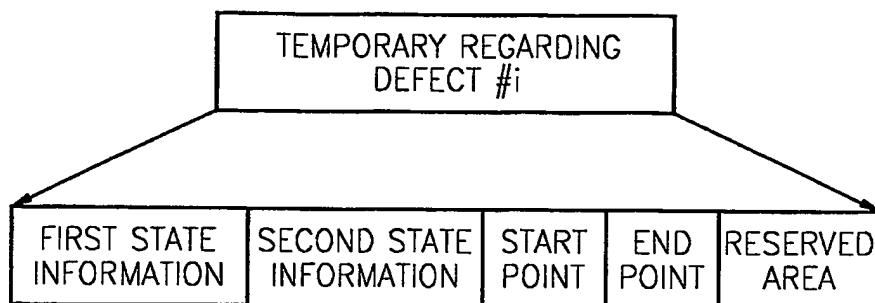 TEMPORARY REGARDING
DEFECT #i
FIRST STATE
INFORMATION
SECOND STATE
INFORMATION
START
POINT
END
POINT
RESERVED
AREA